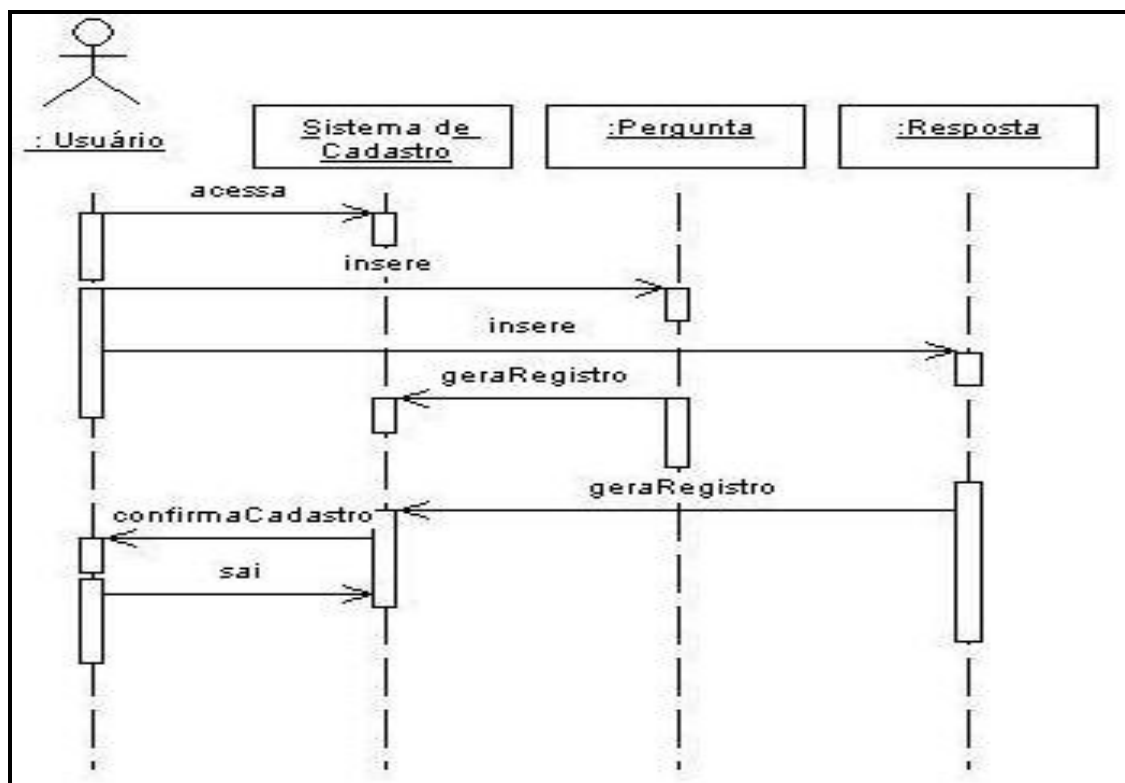 : Usuário
Sistema de
Cadastro
:Pergunta
:Resposta
acessa
insere
insere
geraRegistro
geraRegistro
confirmaCadastro
sai